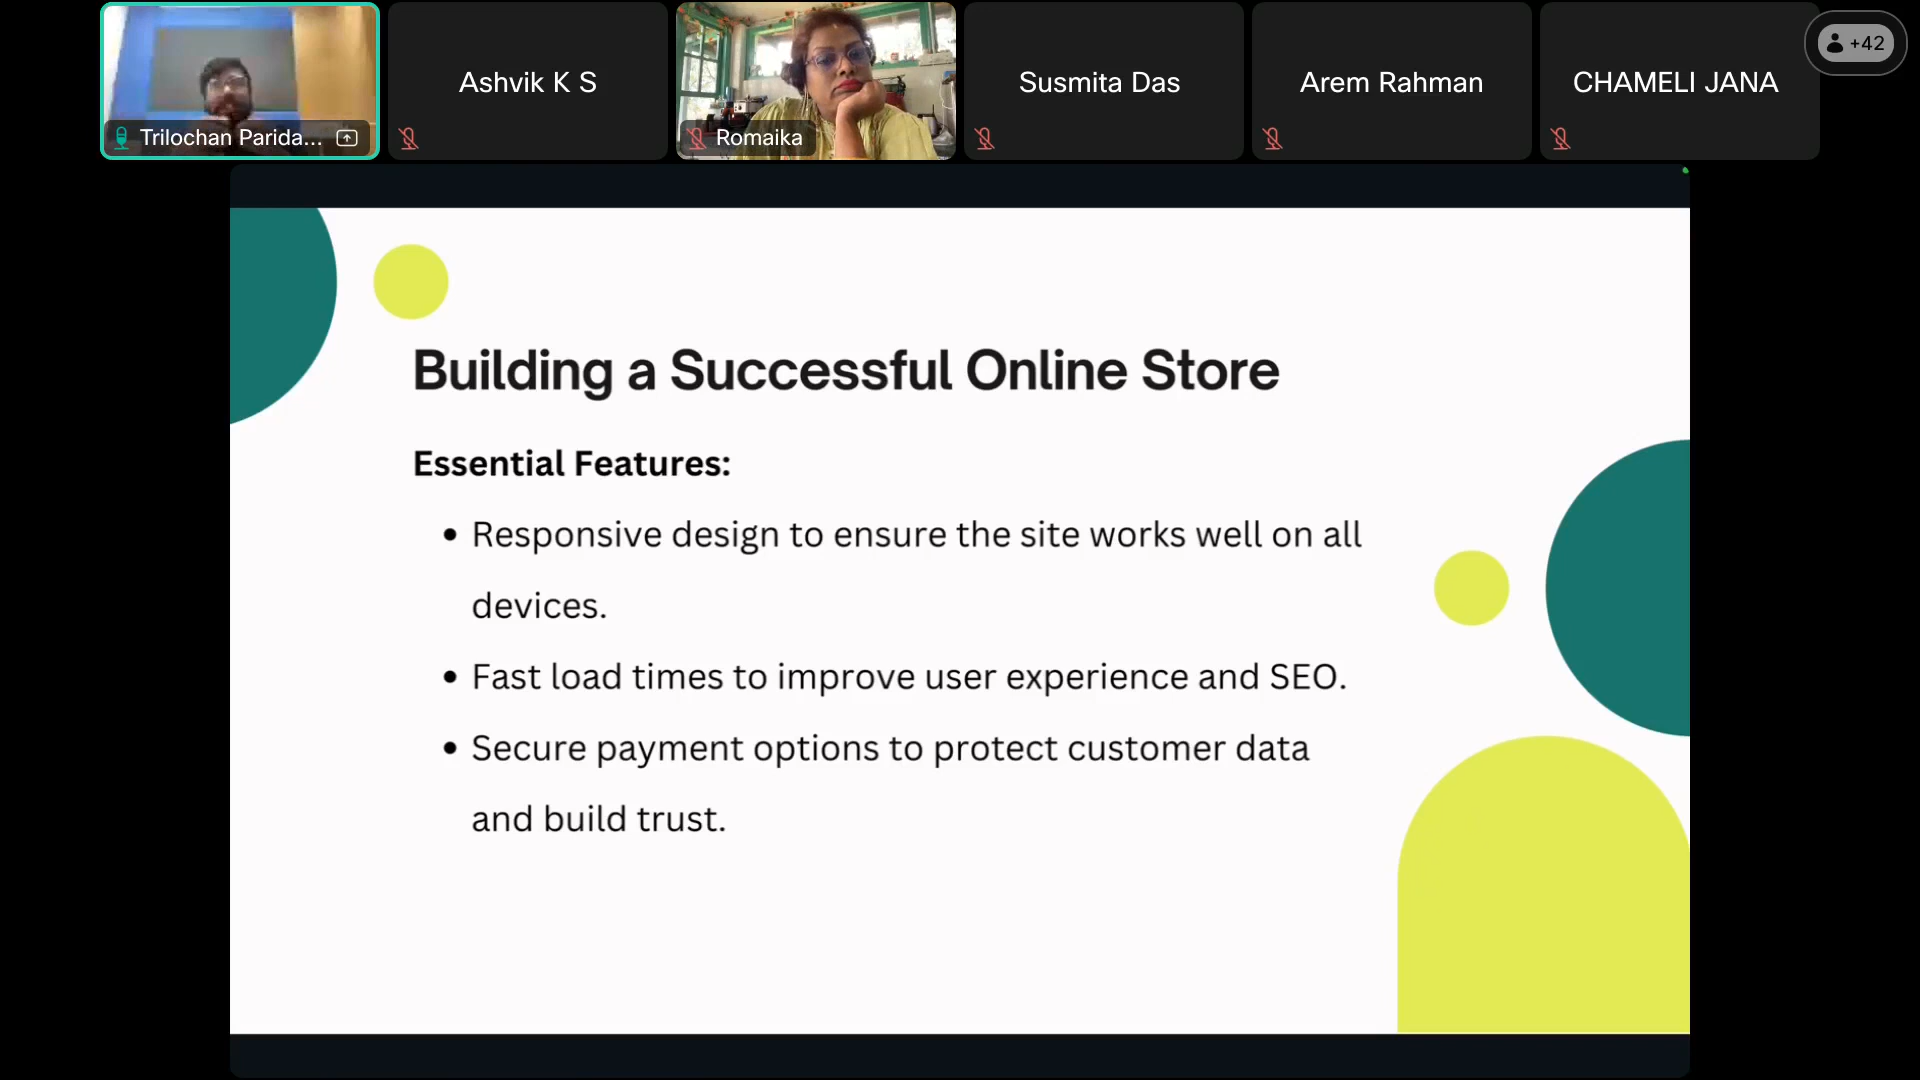 Trilochan Parida...
Ashvik K S
Romaika
Susmita Das
Arem Rahman
CHAMELI JANA
+42
Building a Successful Online Store
Essential Features:
• Responsive design to ensure the site works well on all
devices.
• Fast load times to improve user experience and SEO.
• Secure payment options to protect customer data
and build trust.